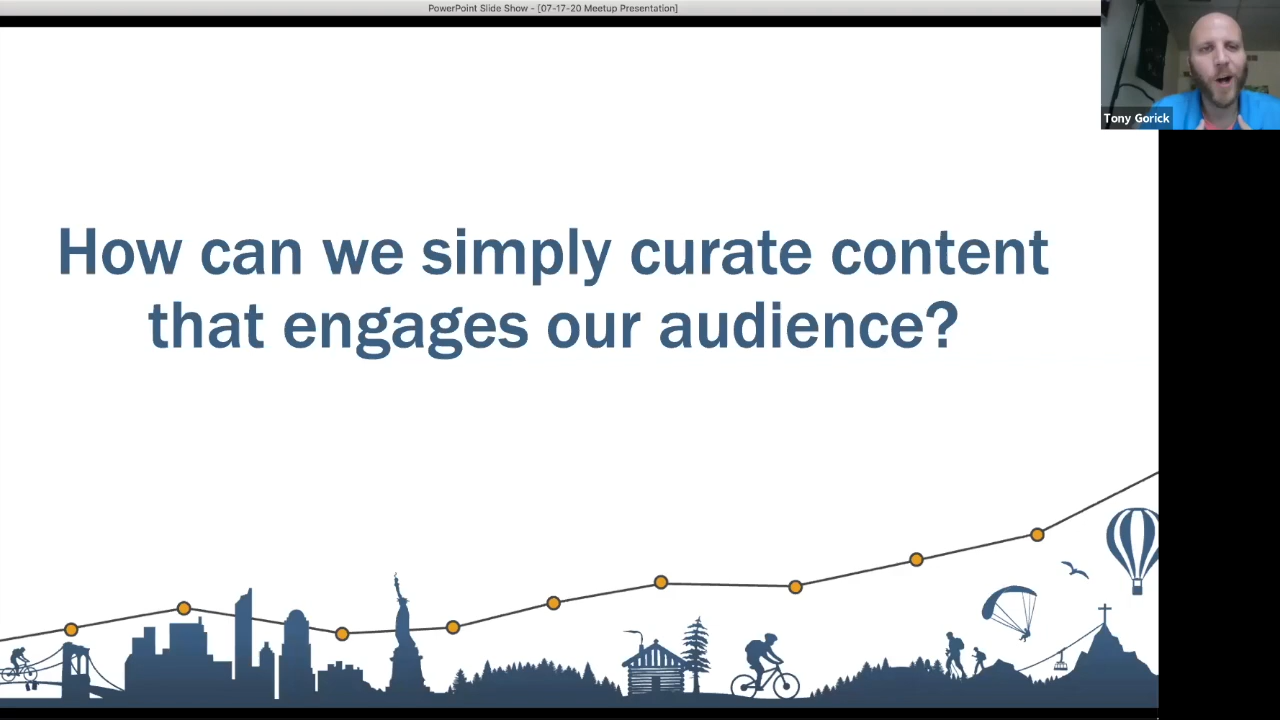 PowerPoint Slide Show - [07-17-20 Meetup Presentation]
Tony Gorick
How can we simply curate content
that engages our audience?